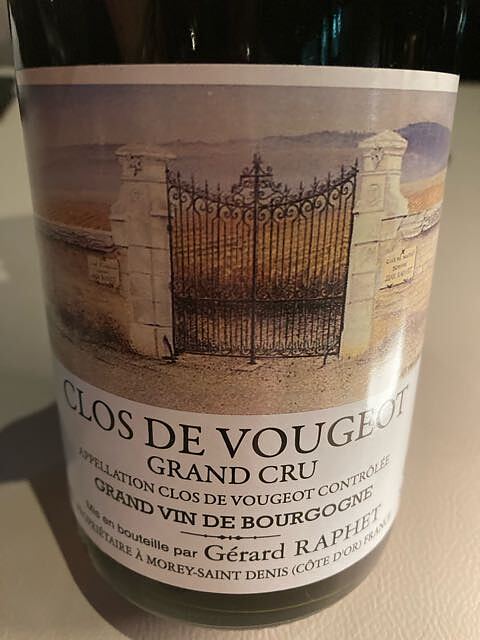 CLOS DE VOUGEOT
GRAND CRU
APPELLATION CLOS DE VOUGEOT CONTRÔLÉE
GRAND VIN DE BOURGOGNE
Mis en bouteille par Gérard RAPHET
PROPRIÉTAIRE À MOREY-SAINT DENIS (CÔTE D'OR) FRANCE